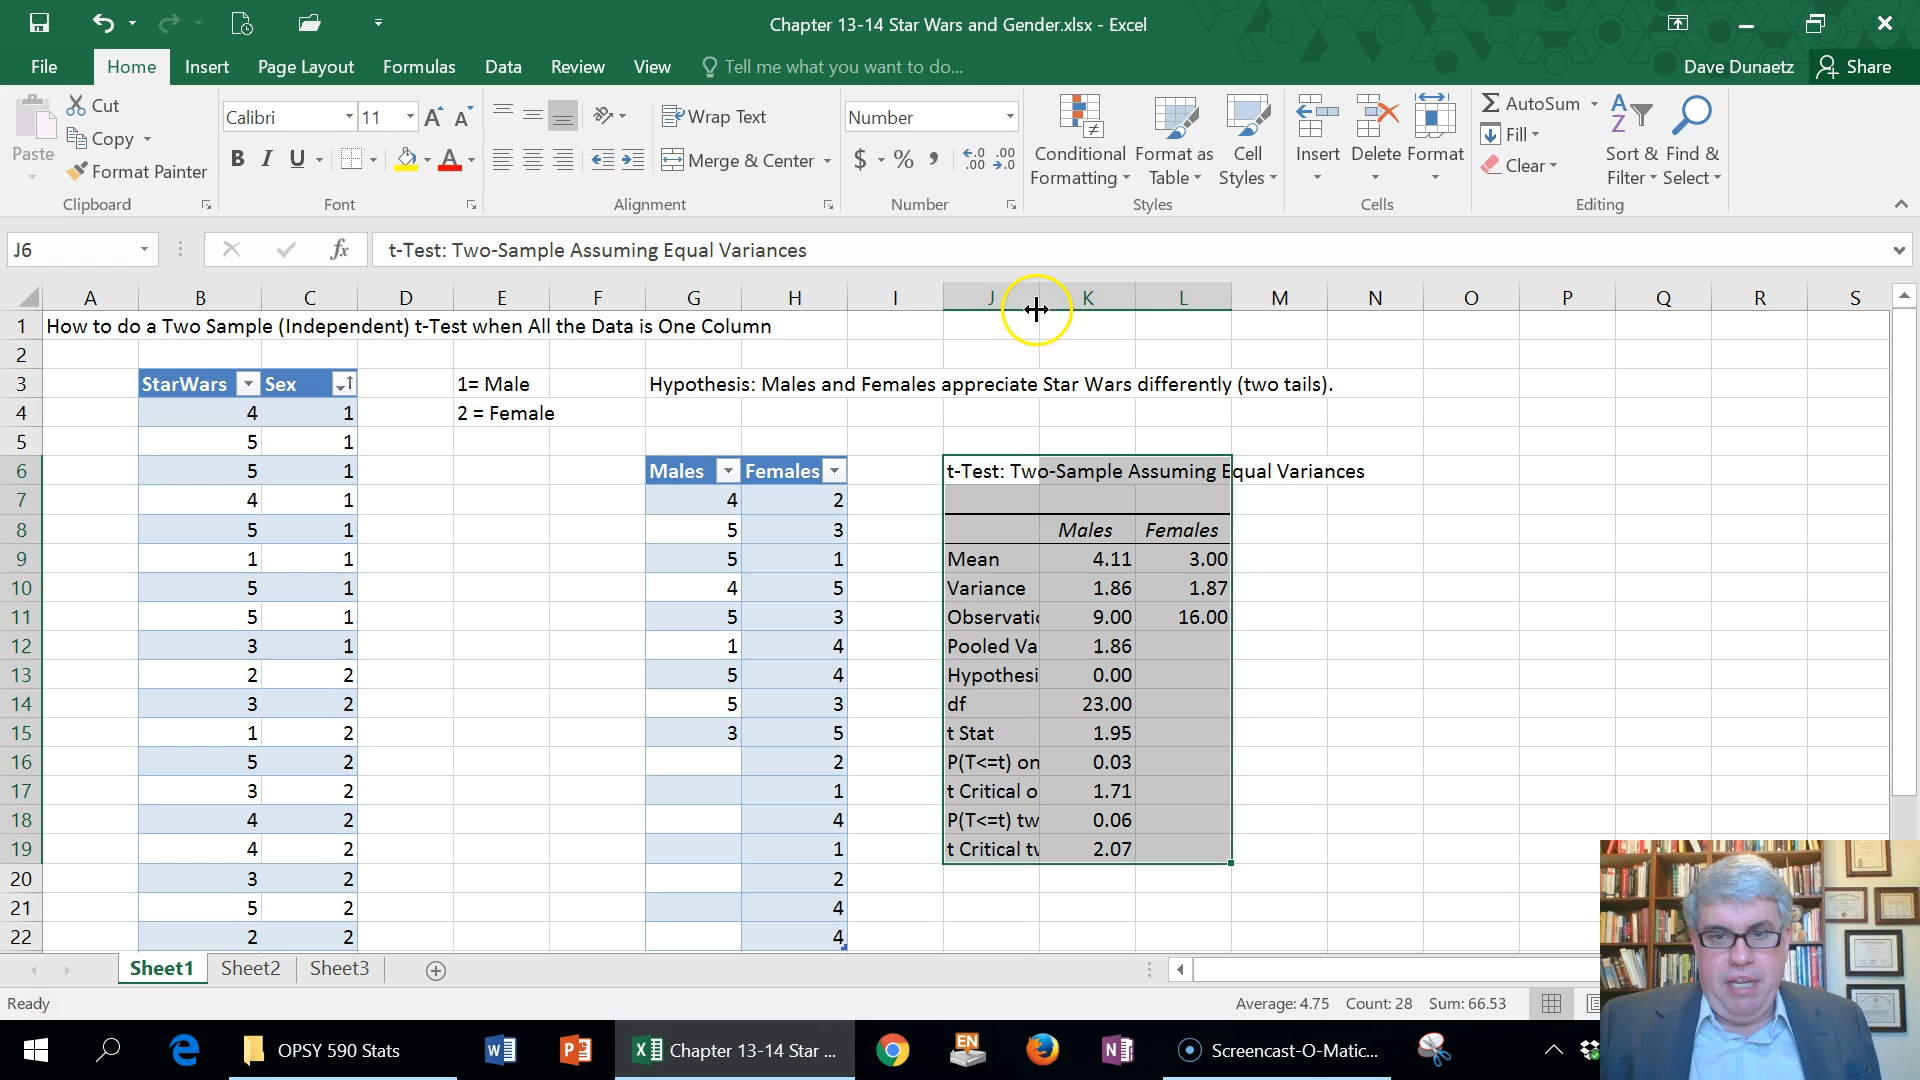 Chapter 13-14 Star Wars and Gender.xlsx - Excel
File Home Insert Page Layout Formulas Data Review View Tell me what you want to do... Dave Dunaetz Share
Paste Cut Copy Format Painter Clipboard
Calibri 11 B I U Font
Wrap Text Merge & Center Alignment
Number $ % , .00 .00 Number
Conditional Formatting Format as Table Cell Styles Styles
Insert Delete Format Cells
AutoSum Fill Clear Sort & Filter Find & Select Editing
J6 fx t-Test: Two-Sample Assuming Equal Variances
A B C D E F G H I J K L M N O P Q R S
1 How to do a Two Sample (Independent) t-Test when All the Data is One Column
2
3 StarWars Sex 1= Male Hypothesis: Males and Females appreciate Star Wars differently (two tails).
4 4 1 2 = Female
5 5 1
6 5 1 Males Females t-Test: Two-Sample Assuming Equal Variances
7 4 1 4 2
8 5 1 5 3 Males Females
9 1 1 5 1 Mean 4.11 3.00
10 5 1 4 5 Variance 1.86 1.87
11 5 1 5 3 Observatio 9.00 16.00
12 3 1 1 4 Pooled Va 1.86
13 2 2 5 4 Hypothesi 0.00
14 3 2 5 3 df 23.00
15 1 2 3 5 t Stat 1.95
16 5 2 2 P(T<=t) on 0.03
17 3 2 1 t Critical o 1.71
18 4 2 4 P(T<=t) tw 0.06
19 4 2 1 t Critical tw 2.07
20 3 2 2
21 5 2 4
22 2 2 4
Sheet1 Sheet2 Sheet3
Ready Average: 4.75 Count: 28 Sum: 66.53
OPSY 590 Stats Chapter 13-14 Star ... EN Screencast-O-Matic...